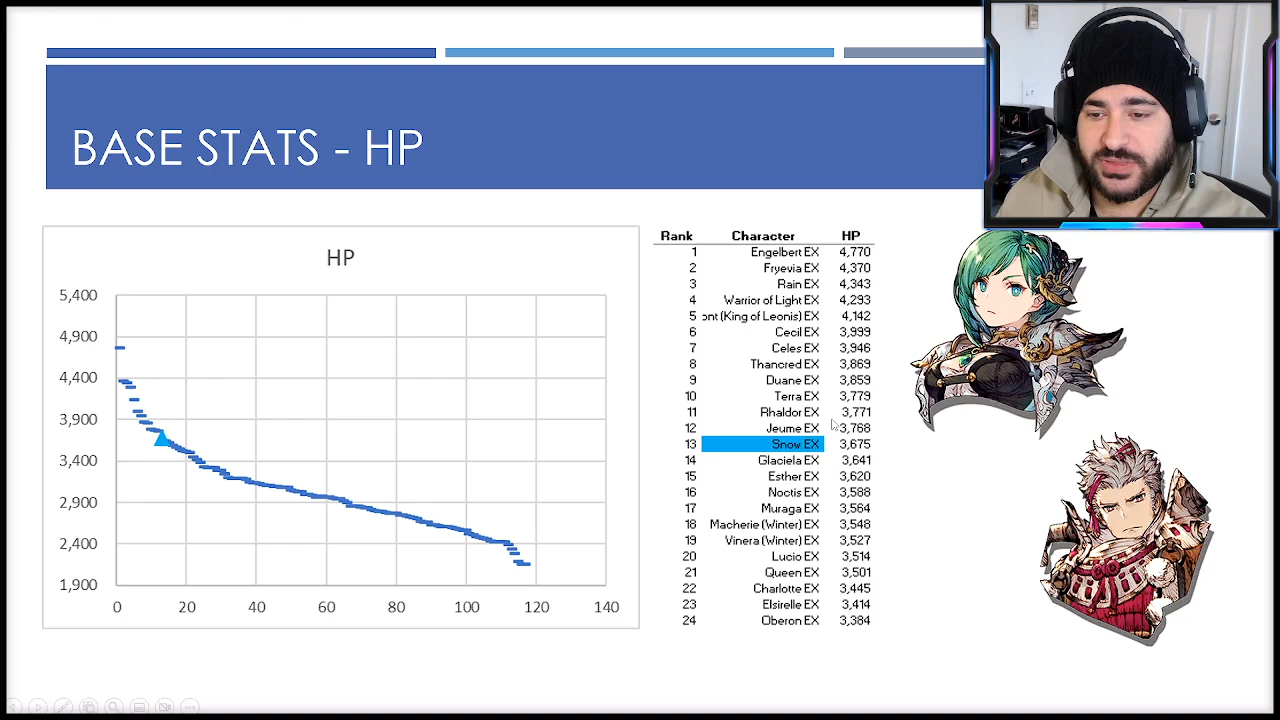 BASE STATS - HP
HP
5,400
4,900
4,400
3,900
3,400
2,900
2,400
1,900
0 20 40 60 80 100 120 140
Rank Character HP
1 Engelbert EX 4,770
2 Fryevia EX 4,370
3 Rain EX 4,343
4 Warrior of Light EX 4,293
5 ont (King of Leonis) EX 4,142
6 Cecil EX 3,999
7 Celes EX 3,946
8 Thancred EX 3,869
9 Duane EX 3,859
10 Terra EX 3,779
11 Rhaldor EX 3,771
12 Jeume EX 3,768
13 Snow EX 3,675
14 Glaciela EX 3,641
15 Esther EX 3,620
16 Noctis EX 3,588
17 Muraga EX 3,564
18 Macherie (Winter) EX 3,548
19 Vinera (Winter) EX 3,527
20 Lucio EX 3,514
21 Queen EX 3,501
22 Charlotte EX 3,445
23 Elsirelle EX 3,414
24 Oberon EX 3,384